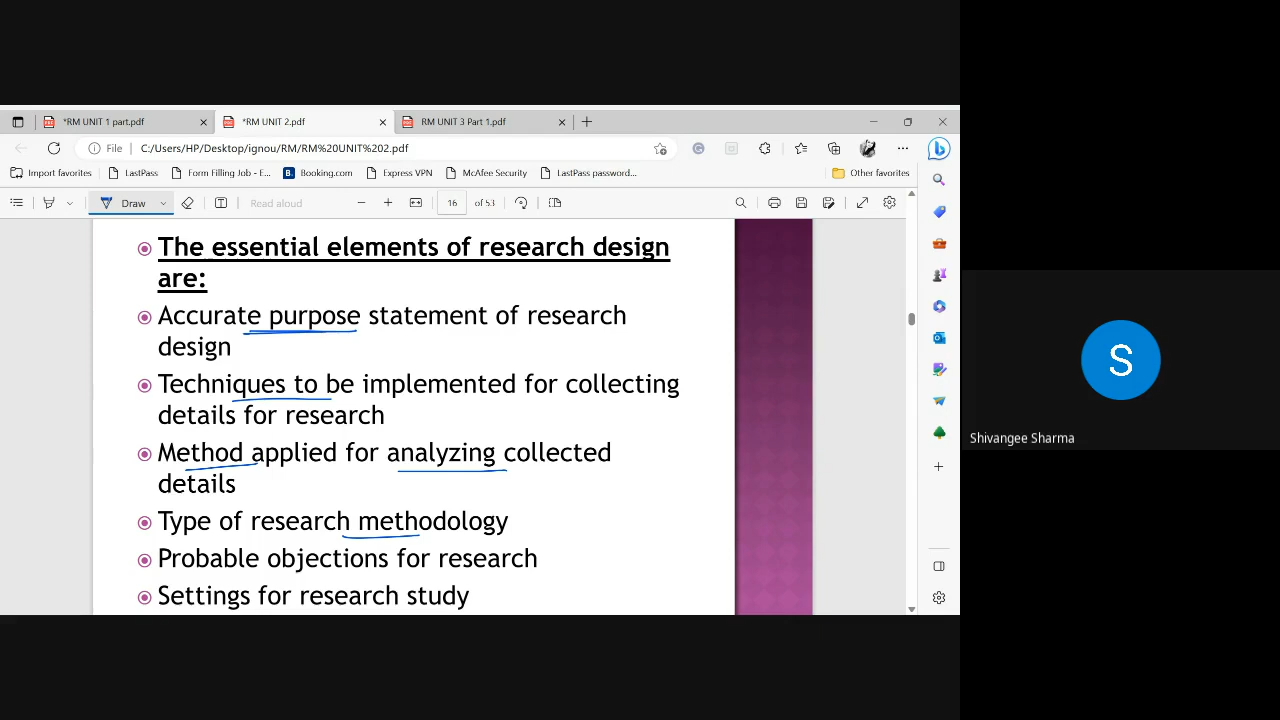 *RM UNIT 1 part.pdf
*RM UNIT 2.pdf
RM UNIT 3 Part 1.pdf
File
C:/Users/HP/Desktop/ignou/RM/RM%20UNIT%202.pdf
Import favorites
LastPass
Form Filling Job - E...
B.
Booking.com
Express VPN
McAfee Security
LastPass password...
Other favorites
Draw
Read aloud
16
of 53
The essential elements of research design
are:
Accurate purpose statement of research
design
Techniques to be implemented for collecting
details for research
Method applied for analyzing collected
details
Type of research methodology
Probable objections for research
Settings for research study
S
Shivangee Sharma